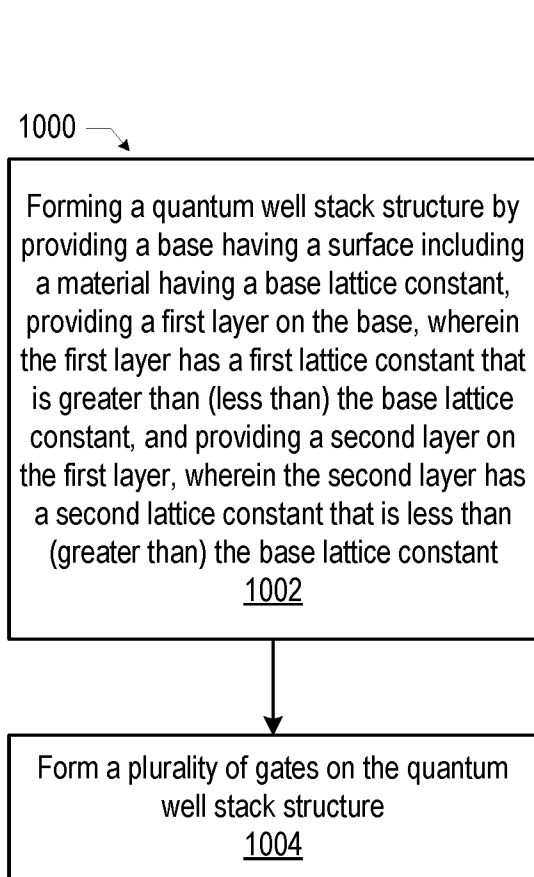 1000
Forming a quantum well stack structure by
providing a base having a surface including
a material having a base lattice constant,
providing a first layer on the base, wherein
the first layer has a first lattice constant that
is greater than (less than) the base lattice
constant, and providing a second layer on
the first layer, wherein the second layer has
a second lattice constant that is less than
(greater than) the base lattice constant
1002
Form a plurality of gates on the quantum
well stack structure
1004